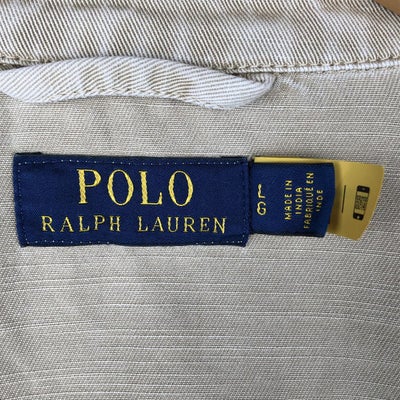 POLO
RALPH LAUREN
L
G
MADE IN
INDIA
FABRIQUÉ EN
INDE